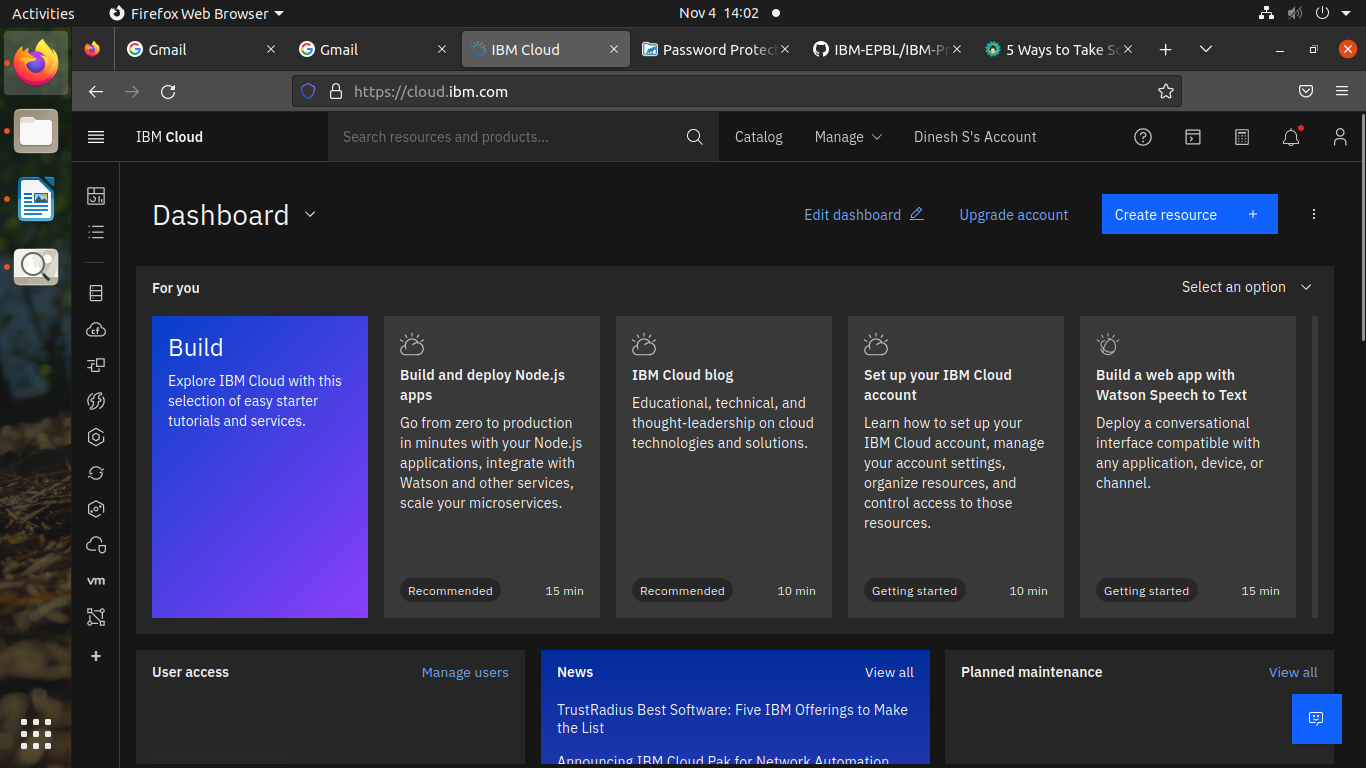 Activities
Firefox Web Browser
Nov 4 14:02
Gmail
Gmail
IBM Cloud
Password Protec
IBM-EPBL/IBM-Pr
5 Ways to Take Sc
https://cloud.ibm.com
IBM Cloud
Search resources and products...
Catalog
Manage
Dinesh S's Account
Dashboard
Edit dashboard
Upgrade account
Create resource +
For you
Select an option
Build
Explore IBM Cloud with this
selection of easy starter
tutorials and services.
Build and deploy Node.js
apps
Go from zero to production
in minutes with your Node.js
applications, integrate with
Watson and other services,
scale your microservices.
Recommended
15 min
IBM Cloud blog
Educational, technical, and
thought-leadership on cloud
technologies and solutions.
Recommended
10 min
Set up your IBM Cloud
account
Learn how to set up your
IBM Cloud account, manage
your account settings,
organize resources, and
control access to those
resources.
Getting started
10 min
Build a web app with
Watson Speech to Text
Deploy a conversational
interface compatible with
any application, device, or
channel.
Getting started
15 min
cf
vm
User access
Manage users
News
View all
TrustRadius Best Software: Five IBM Offerings to Make
the List
Announcing IBM Cloud Pak for Network Automation
Planned maintenance
View all